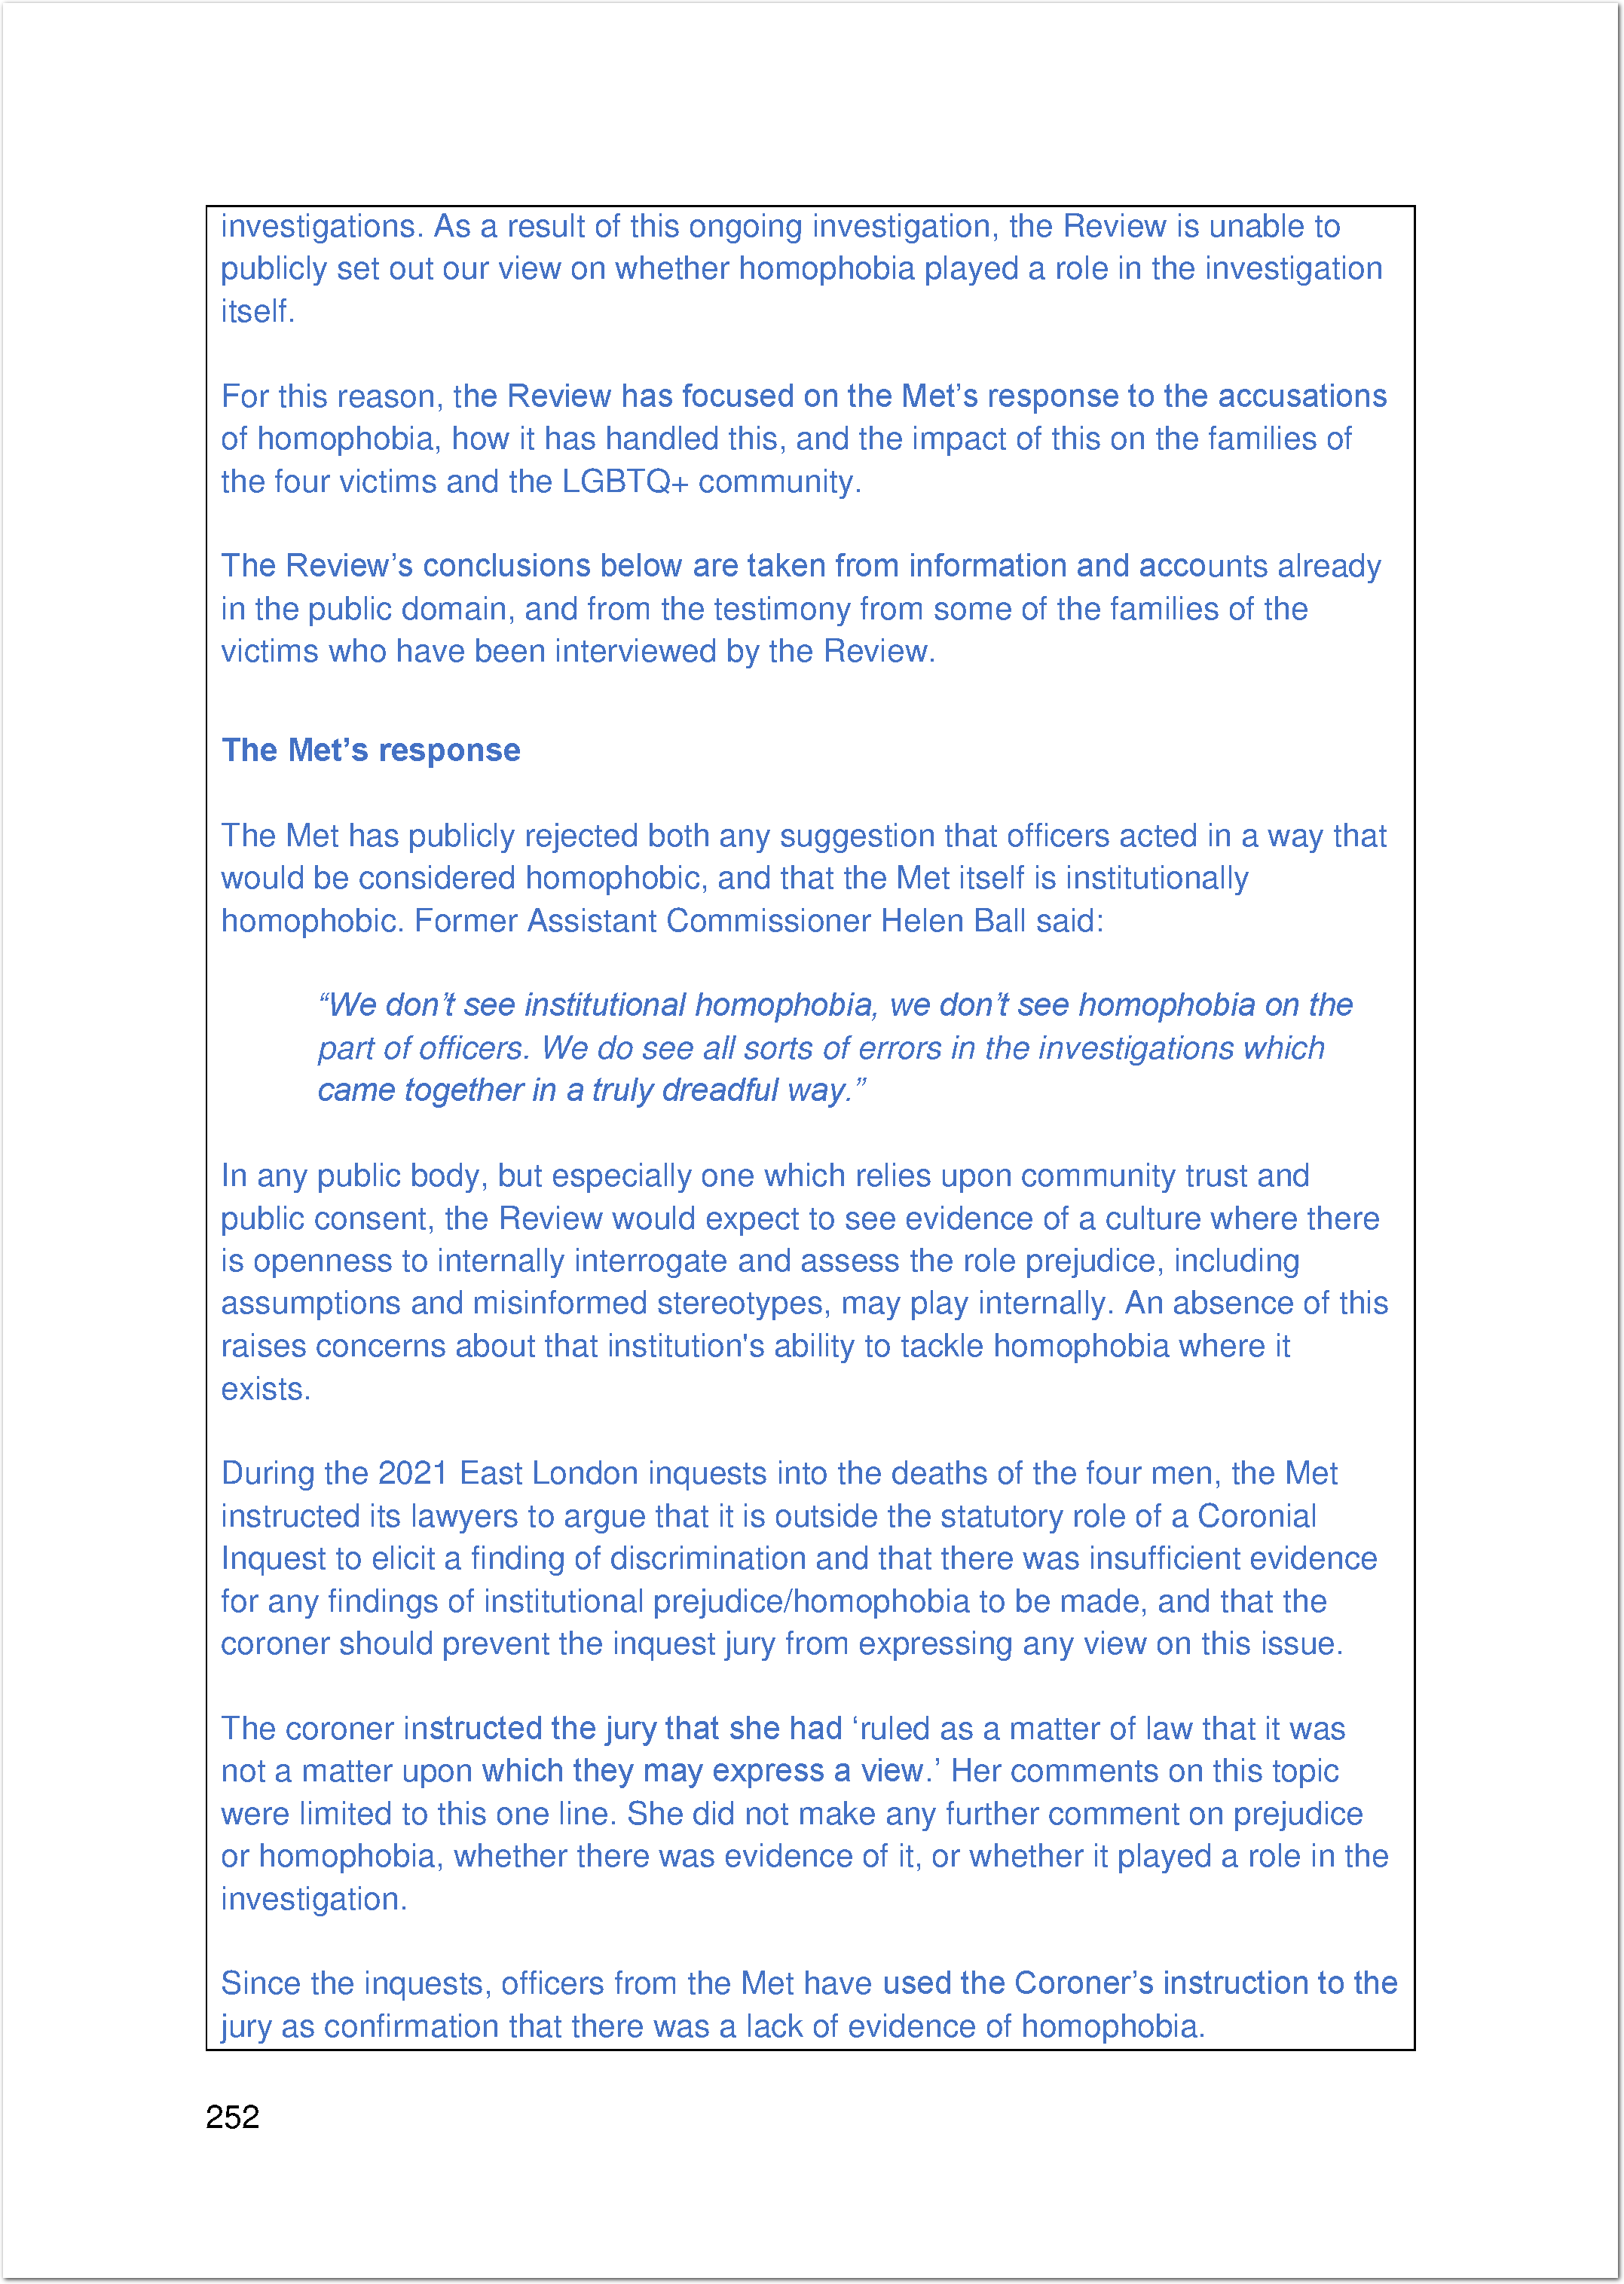 investigations. As a result of this ongoing investigation, the Review is unable to
publicly set out our view on whether homophobia played a role in the investigation
itself.
For this reason, the Review has focused on the Met’s response to the accusations
of homophobia, how it has handled this, and the impact of this on the families of
the four victims and the LGBTQ+ community.
The Review’s conclusions below are taken from information and accounts already
in the public domain, and from the testimony from some of the families of the
victims who have been interviewed by the Review.
The Met’s response
The Met has publicly rejected both any suggestion that officers acted in a way that
would be considered homophobic, and that the Met itself is institutionally
homophobic. Former Assistant Commissioner Helen Ball said:
“We don’t see institutional homophobia, we don’t see homophobia on the
part of officers. We do see all sorts of errors in the investigations which
came together in a truly dreadful way.”
In any public body, but especially one which relies upon community trust and
public consent, the Review would expect to see evidence of a culture where there
is openness to internally interrogate and assess the role prejudice, including
assumptions and misinformed stereotypes, may play internally. An absence of this
raises concerns about that institution's ability to tackle homophobia where it
exists.
During the 2021 East London inquests into the deaths of the four men, the Met
instructed its lawyers to argue that it is outside the statutory role of a Coronial
Inquest to elicit a finding of discrimination and that there was insufficient evidence
for any findings of institutional prejudice/homophobia to be made, and that the
coroner should prevent the inquest jury from expressing any view on this issue.
The coroner instructed the jury that she had ‘ruled as a matter of law that it was
not a matter upon which they may express a view.’ Her comments on this topic
were limited to this one line. She did not make any further comment on prejudice
or homophobia, whether there was evidence of it, or whether it played a role in the
investigation.
Since the inquests, officers from the Met have used the Coroner’s instruction to the
jury as confirmation that there was a lack of evidence of homophobia.
252